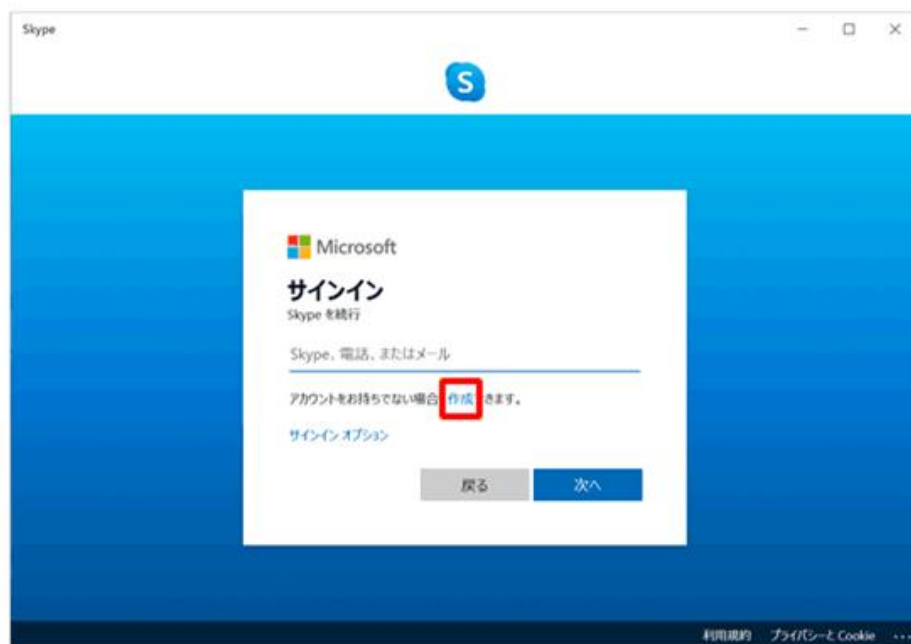 Skype
S
Microsoft
サインイン
Skype を続行
Skype、電話、またはメール
アカウントをお持ちでない場合 作成 きます。
サインイン オプション
戻る
次へ
利用規約 プライバシーと Cookie ...